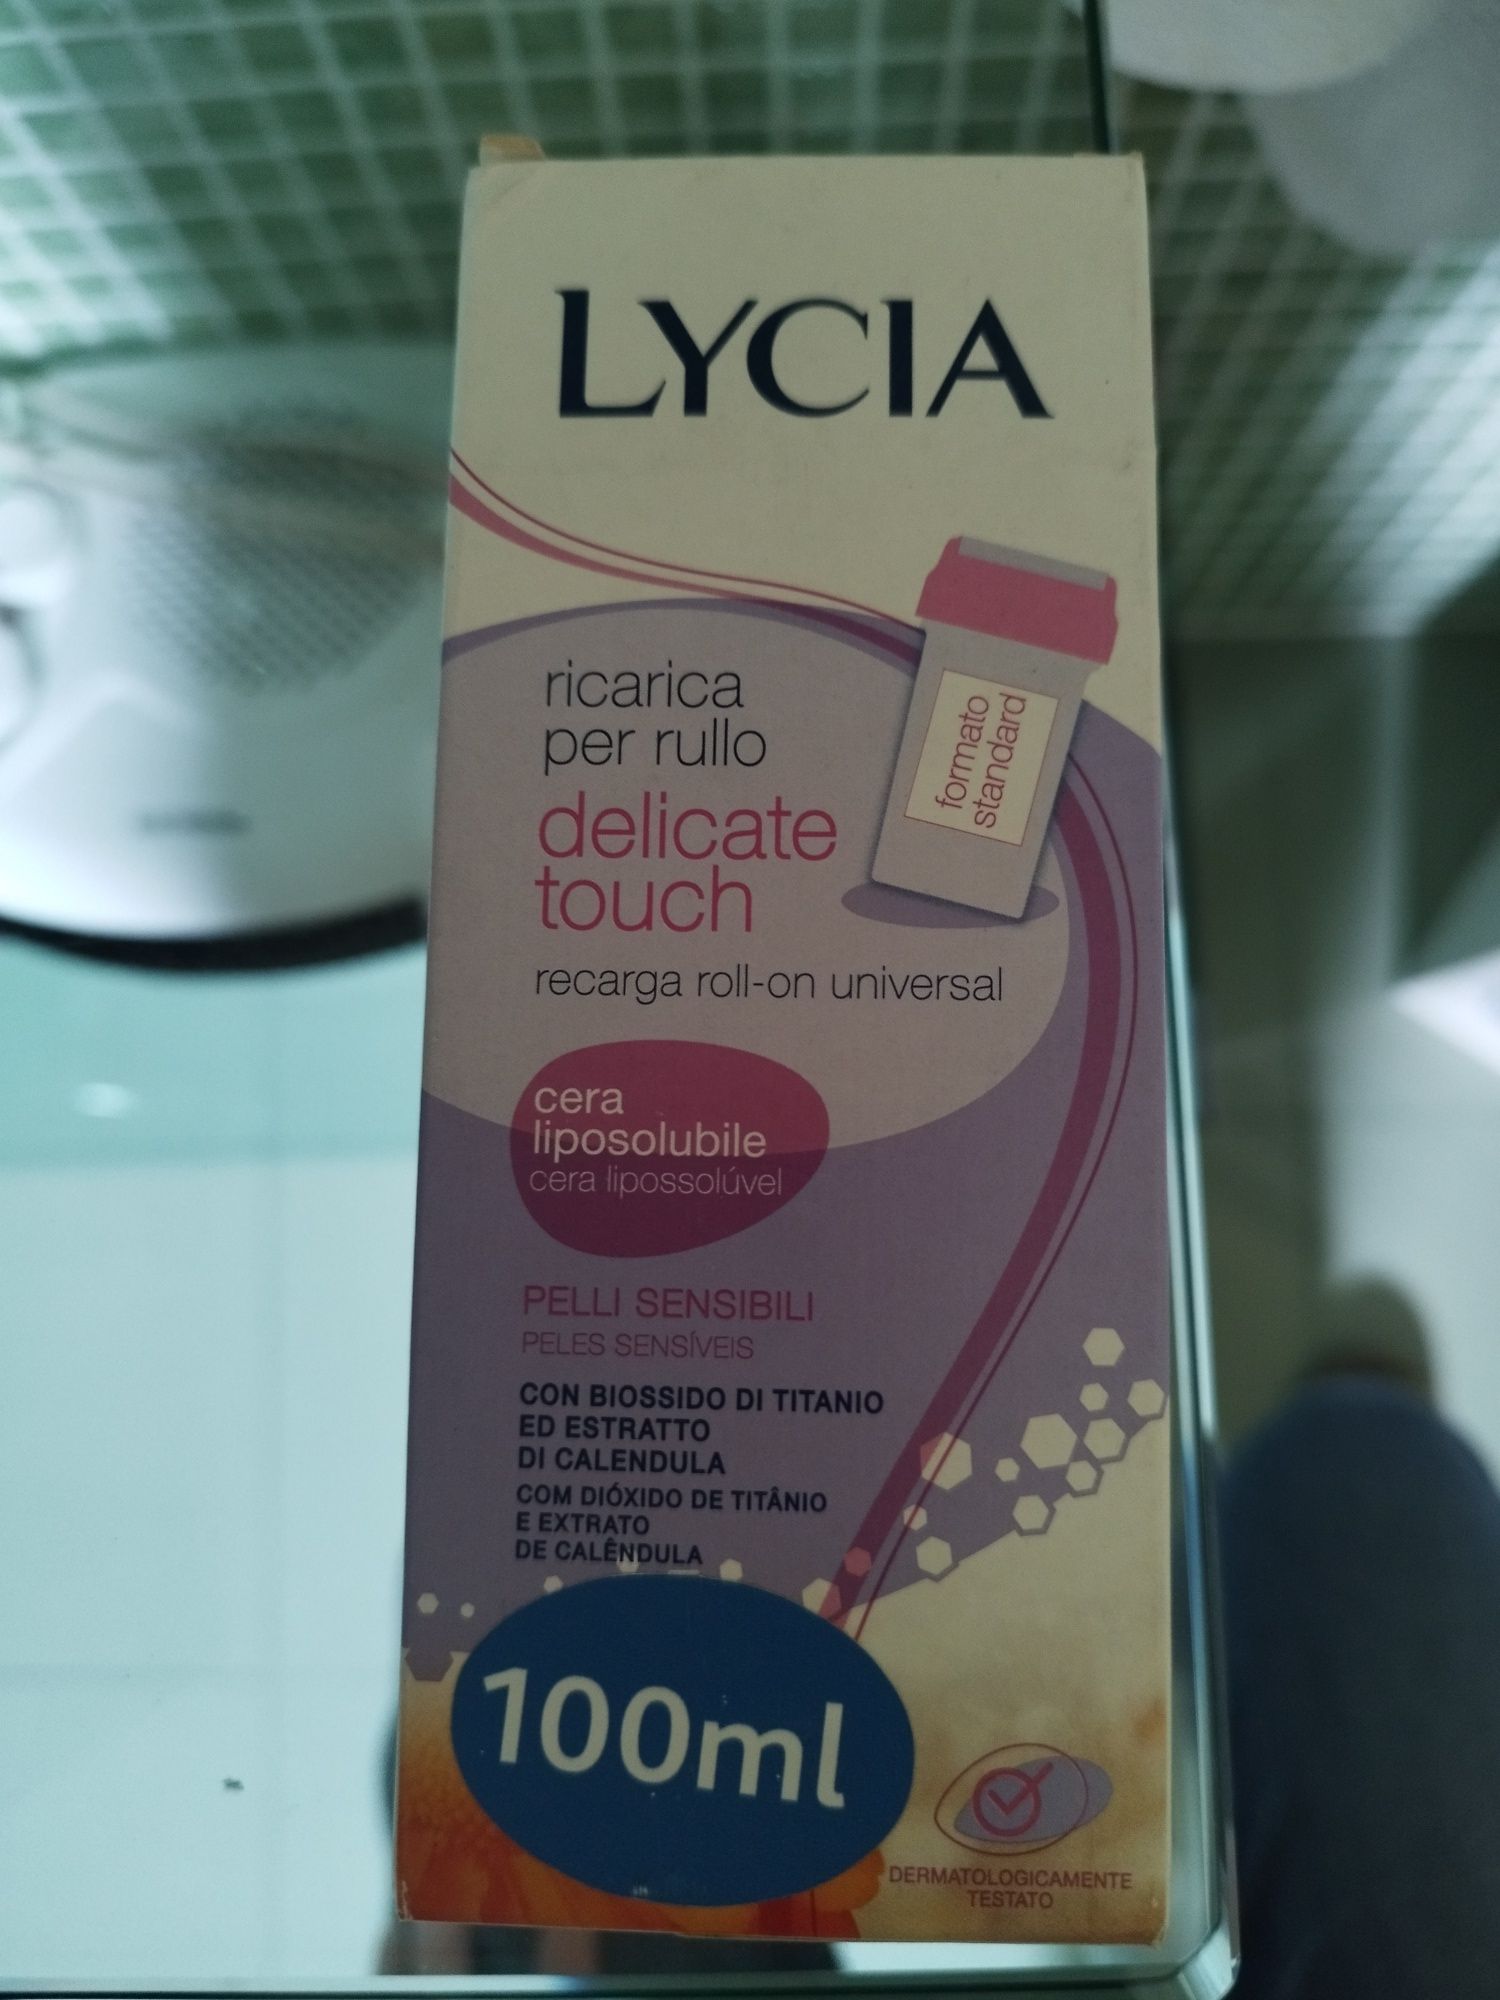 LYCIA
ricarica
per rullo
delicate
touch
recarga roll-on universal
formato
standard
cera
liposolubile
cera lipossolúvel
PELLI SENSIBILI
PELES SENSÍVEIS
CON BIOSSIDO DI TITANIO
ED ESTRATTO
DI CALENDULA
COM DIÓXIDO DE TITÂNIO
E EXTRATO
DE CALÊNDULA
100ml
DERMATOLOGICAMENTE
TESTATO